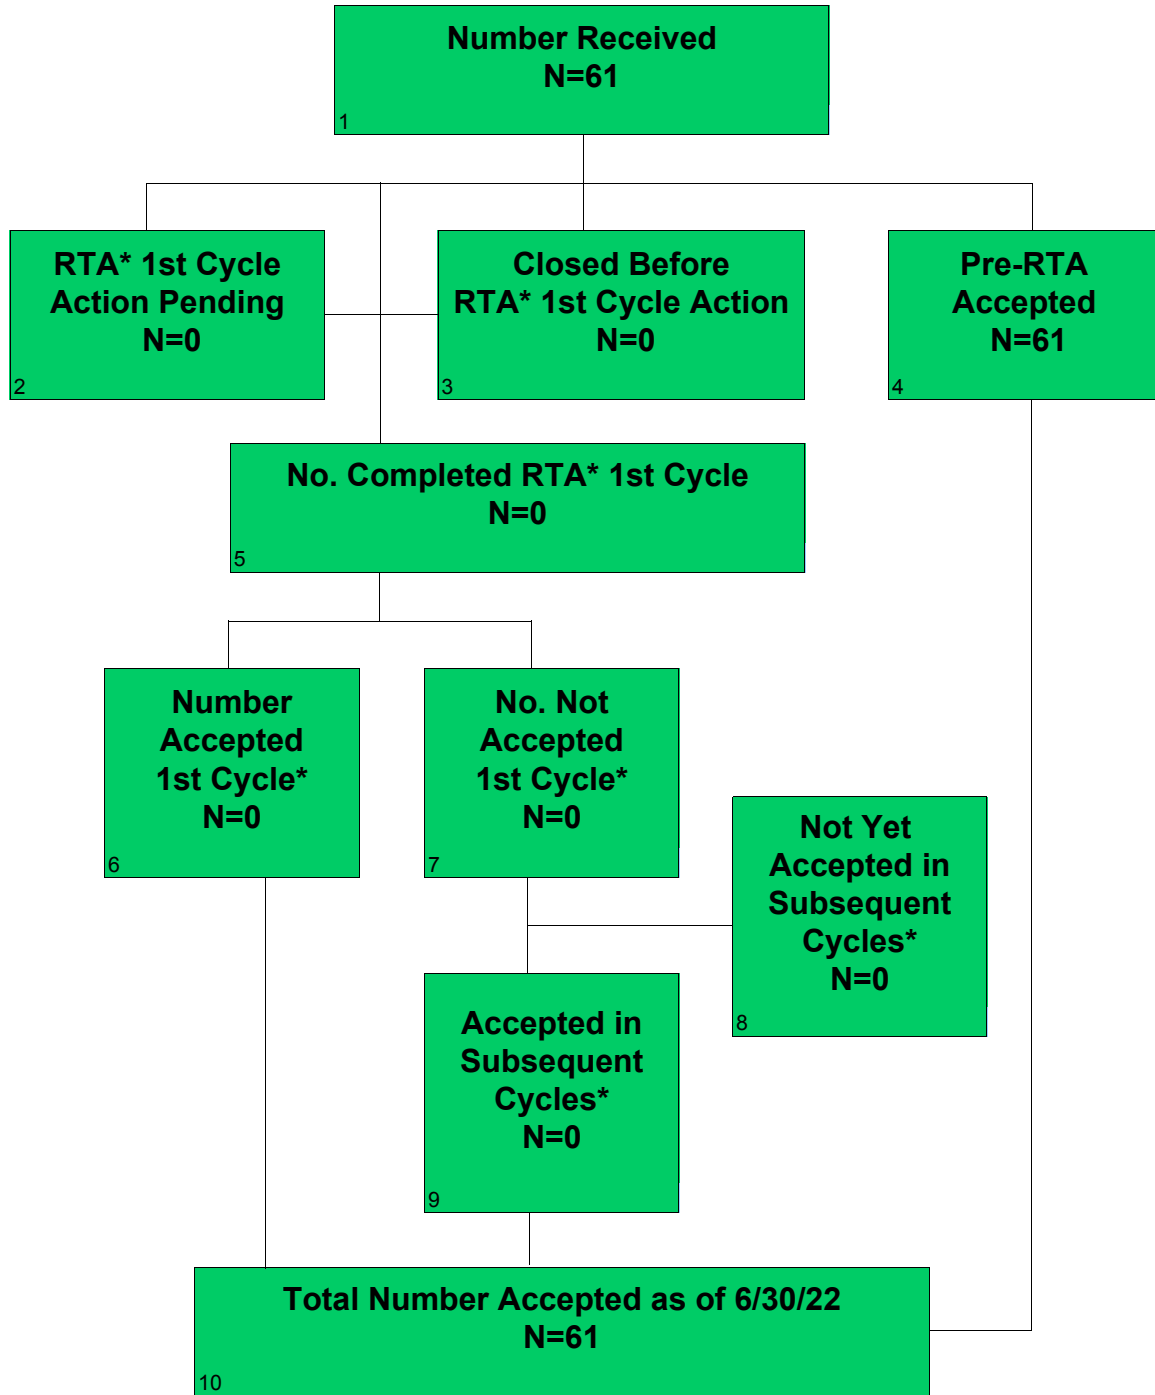 Number Received
N=61
1
RTA* 1st Cycle
Action Pending
N=0
2
Closed Before
RTA* 1st Cycle Action
N=0
3
Pre-RTA
Accepted
N=61
4
No. Completed RTA* 1st Cycle
N=0
5
Number
Accepted
1st Cycle*
N=0
6
No. Not
Accepted
1st Cycle*
N=0
7
Not Yet
Accepted in
Subsequent
Cycles*
N=0
8
Accepted in
Subsequent
Cycles*
N=0
9
Total Number Accepted as of 6/30/22
N=61
10